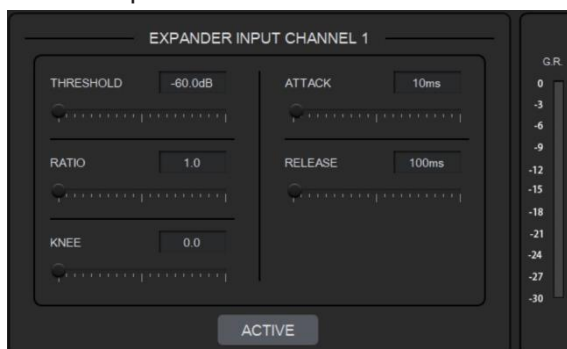 EXPANDER INPUT CHANNEL 1
THRESHOLD -60.0dB
RATIO 1.0
KNEE 0.0
ATTACK 10ms
RELEASE 100ms
ACTIVE
G.R.
0
-3
-6
-9
-12
-15
-18
-21
-24
-27
-30